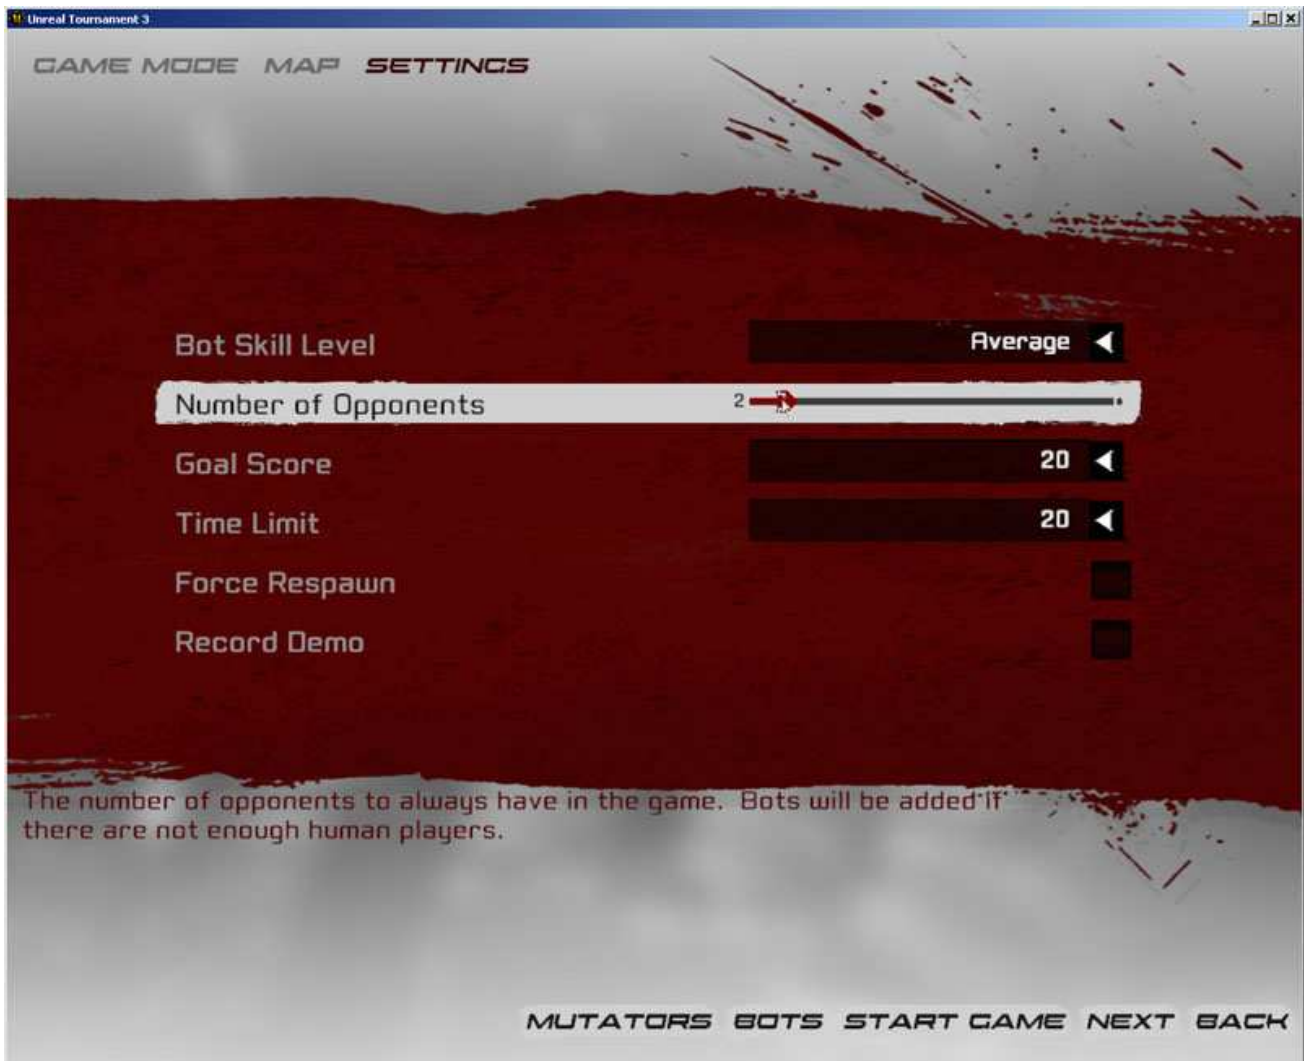 Unreal Tournament 3
GAME MODE MAP SETTINGS
Bot Skill Level Average
Number of Opponents 2
Goal Score 20
Time Limit 20
Force Respawn
Record Demo
The number of opponents to always have in the game. Bots will be added if
there are not enough human players.
MUTATORS BOTS START GAME NEXT BACK